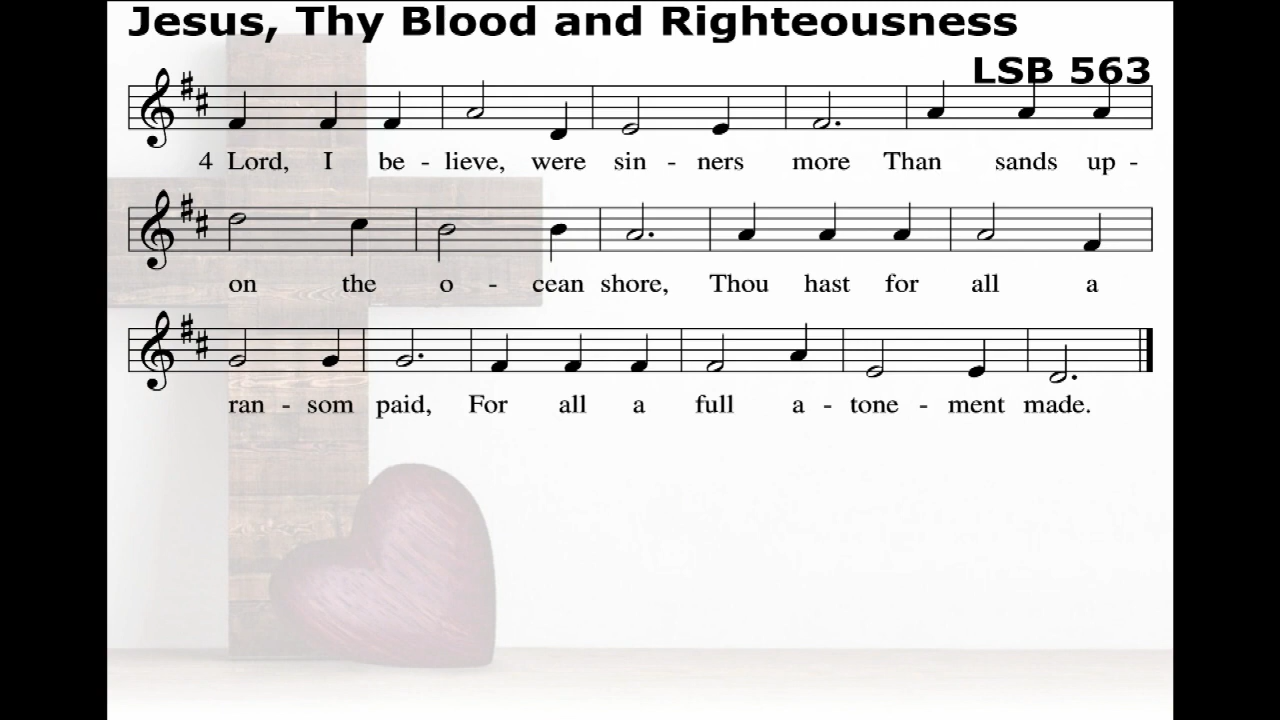 Jesus, Thy Blood and Righteousness
LSB 563
4 Lord, I be - lieve, were sin - ners more Than sands up -
on the o - cean shore, Thou hast for all a
ran - som paid, For all a full a - tone - ment made.